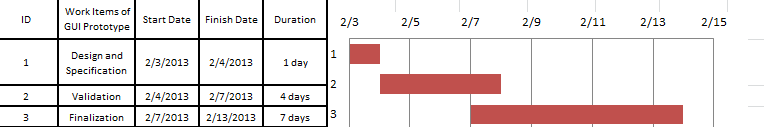 ID Work Items of GUI Prototype Start Date Finish Date Duration
1 Design and Specification 2/3/2013 2/4/2013 1 day
2 Validation 2/4/2013 2/7/2013 4 days
3 Finalization 2/7/2013 2/13/2013 7 days
2/3 2/5 2/7 2/9 2/11 2/13 2/15
1
2
3